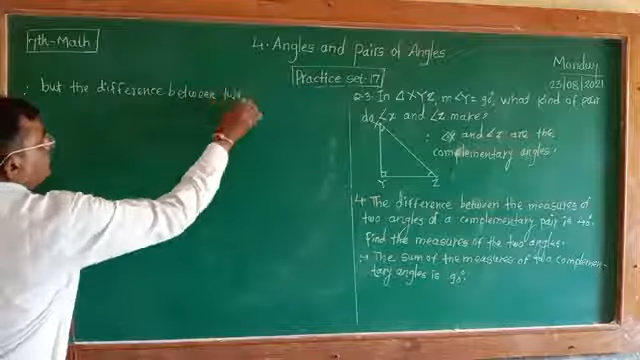 7th-Math
4. Angles and Pairs of Angles
Monday
23/08/2021
Practice set-17
∴ but the difference between
Q.3. In △XYZ, m∠Y = 90°. What kind of pair
do ∠x and ∠z make?
X
Y
Z
∴ ∠x and ∠z are the
complementary angles.
4. The difference between the measures of
two angles of a complementary pair is 40°.
Find the measures of the two angles.
→ The sum of the measures of the complemen-
tary angles is 90°.